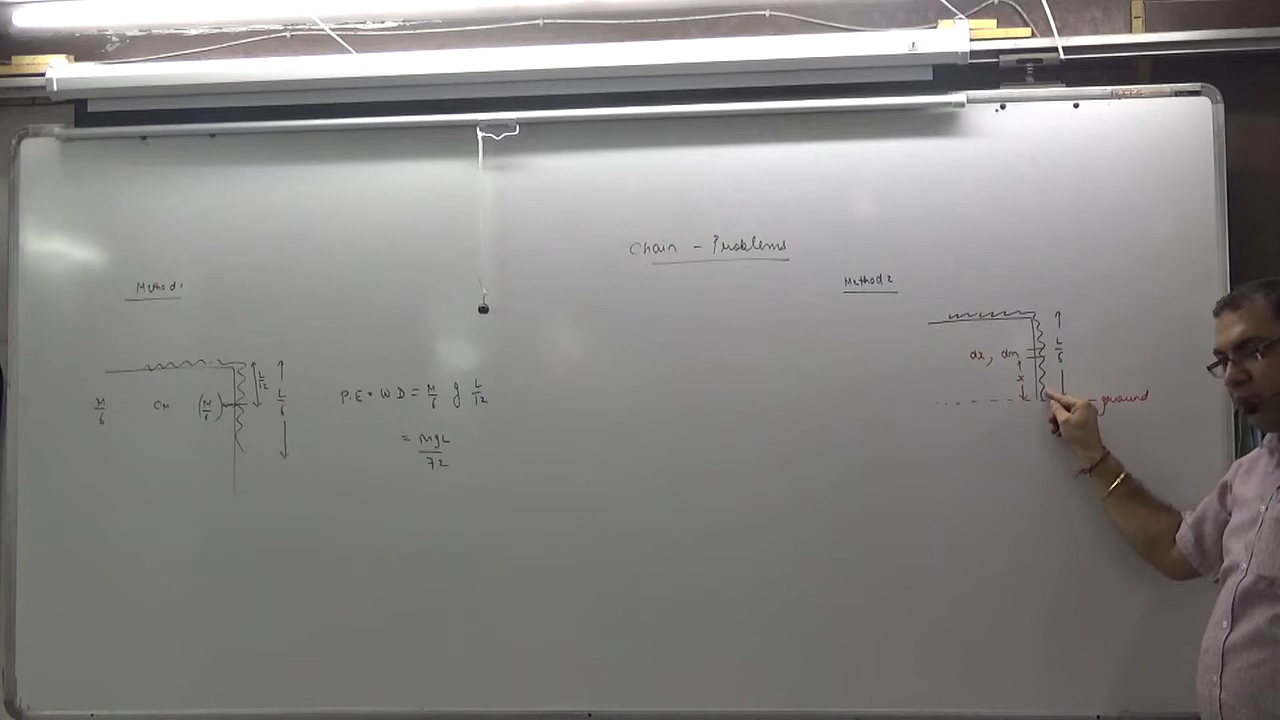 Chain - Problems
Method 1
L/12
L/6
M/6
CM
(M/6)
P.E = WD = M/6 g L/12
= MgL/72
Method 2
dx, dm
L/6
x
ground